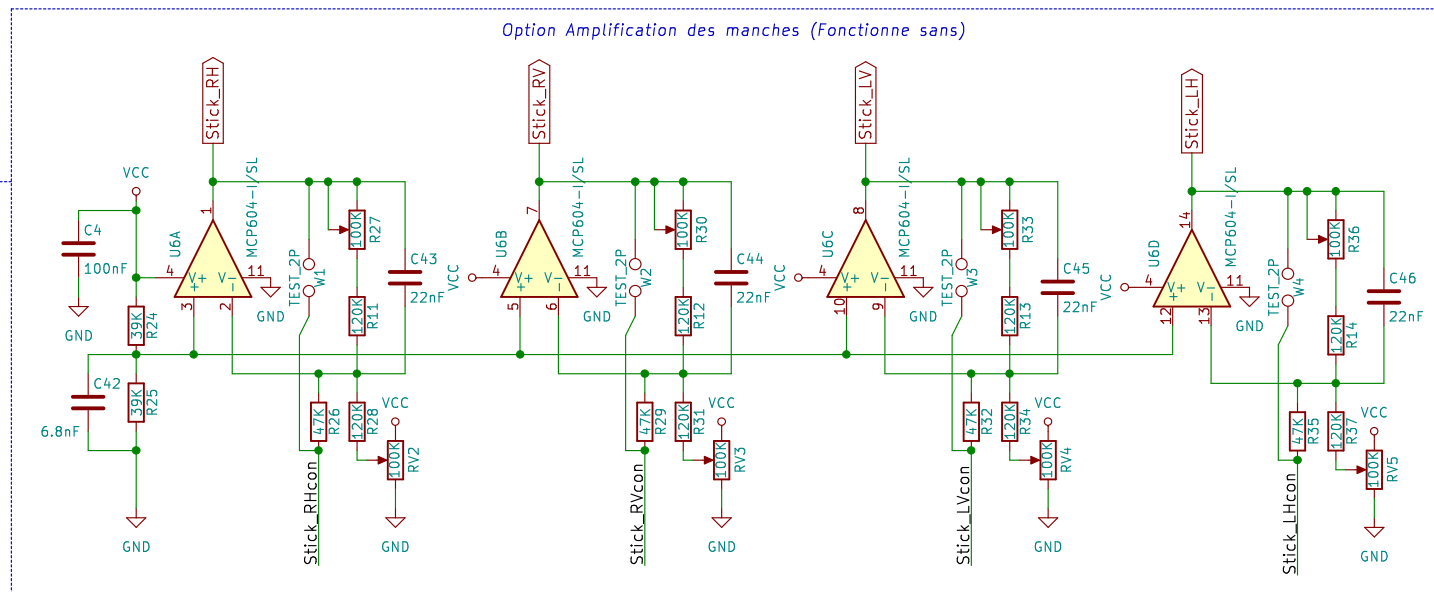 Option Amplification des manches (Fonctionne sans)
Stick_RH
VCC
C4
100nF
GND
39K
R24
C42
6.8nF
39K
R25
GND
U6A
MCP604-I/SL
1
4
V+
V-
11
+
-
3
2
GND
TEST_2P
W1
100K
R27
120K
R11
C43
22nF
47K
R26
120K
R28
VCC
100K
RV2
GND
Stick_RHcon
Stick_RV
U6B
MCP604-I/SL
7
VCC
4
V+
V-
11
+
-
5
6
GND
TEST_2P
W2
100K
R30
120K
R12
C44
22nF
47K
R29
120K
R31
VCC
100K
RV3
GND
Stick_RVcon
Stick_LV
U6C
MCP604-I/SL
8
VCC
4
V+
V-
11
+
-
10
9
GND
TEST_2P
W3
100K
R33
120K
R13
C45
22nF
47K
R32
120K
R34
VCC
100K
RV4
GND
Stick_LVcon
Stick_LH
U6D
MCP604-I/SL
14
VCC
4
V+
V-
11
+
-
12
13
GND
TEST_2P
W4
100K
R36
120K
R14
C46
22nF
47K
R35
120K
R37
VCC
100K
RV5
GND
Stick_LHcon